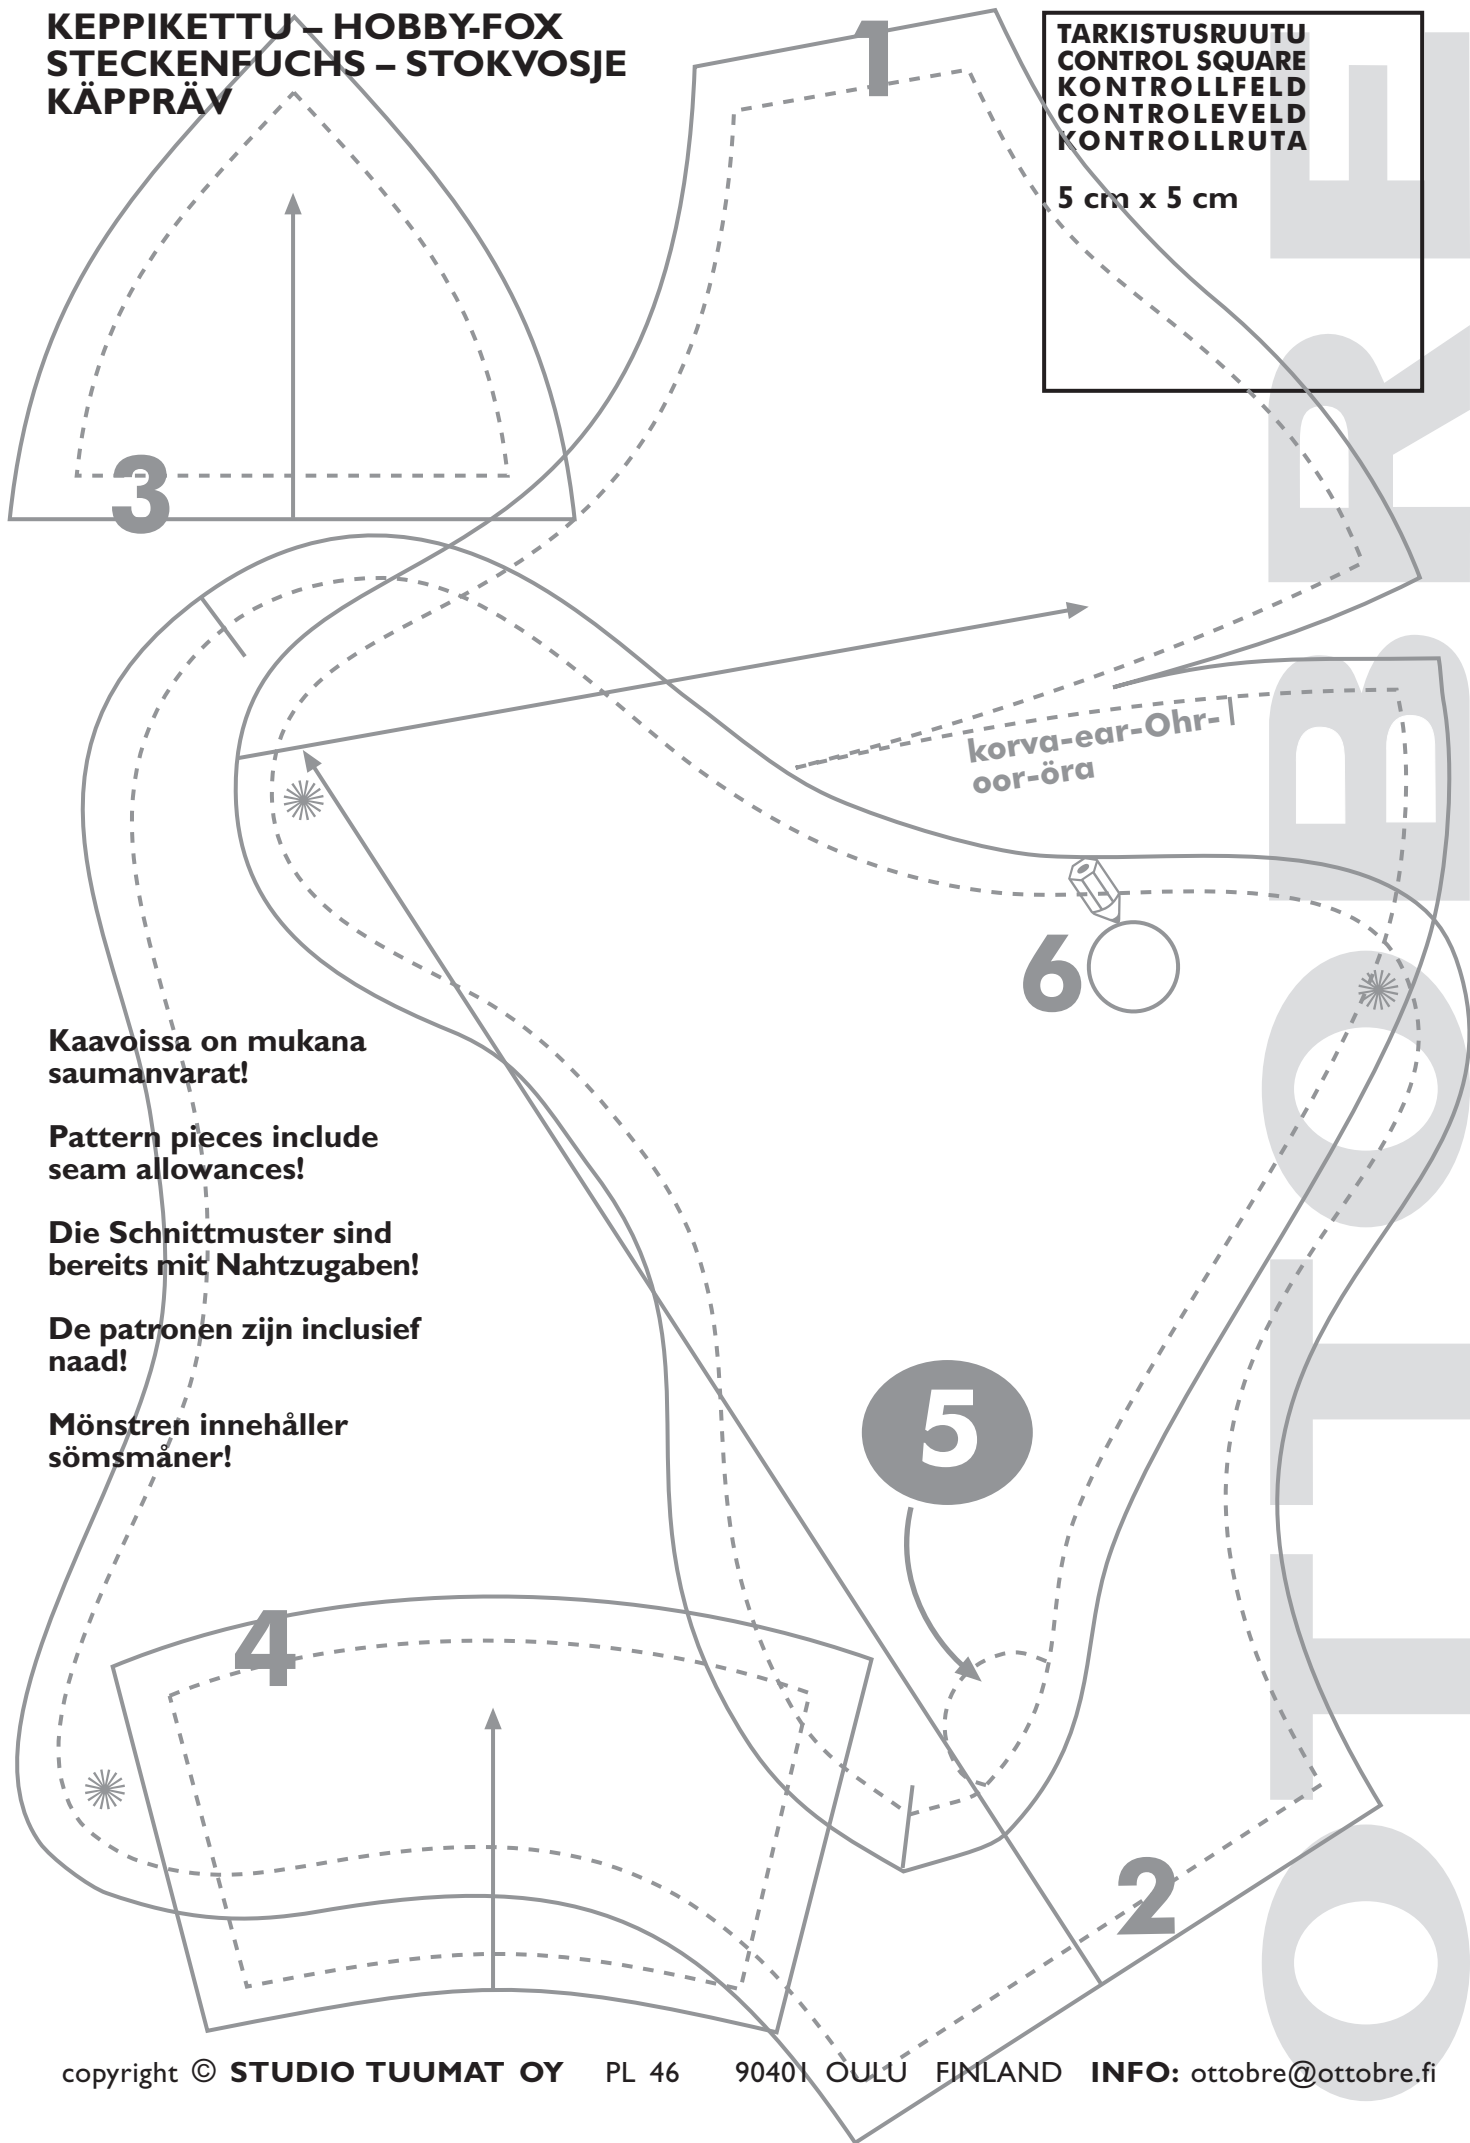 KEPPIKETTU – HOBBY-FOX
STECKENFUCHS – STOKVOSJE
KÄPPRÄV
1
TARKISTUSRUUTU
CONTROL SQUARE
KONTROLLFELD
CONTROLEVELD
KONTROLLRUTA
5 cm x 5 cm
3
korva-ear-Ohr-
oor-öra
6
Kaavoissa on mukana
saumanvarat!
Pattern pieces include
seam allowances!
Die Schnittmuster sind
bereits mit Nahtzugaben!
De patronen zijn inclusief
naad!
Mönstren innehåller
sömsmåner!
5
4
2
OTTOBRE
copyright © STUDIO TUUMAT OY PL 46 90401 OULU FINLAND INFO: ottobre@ottobre.fi